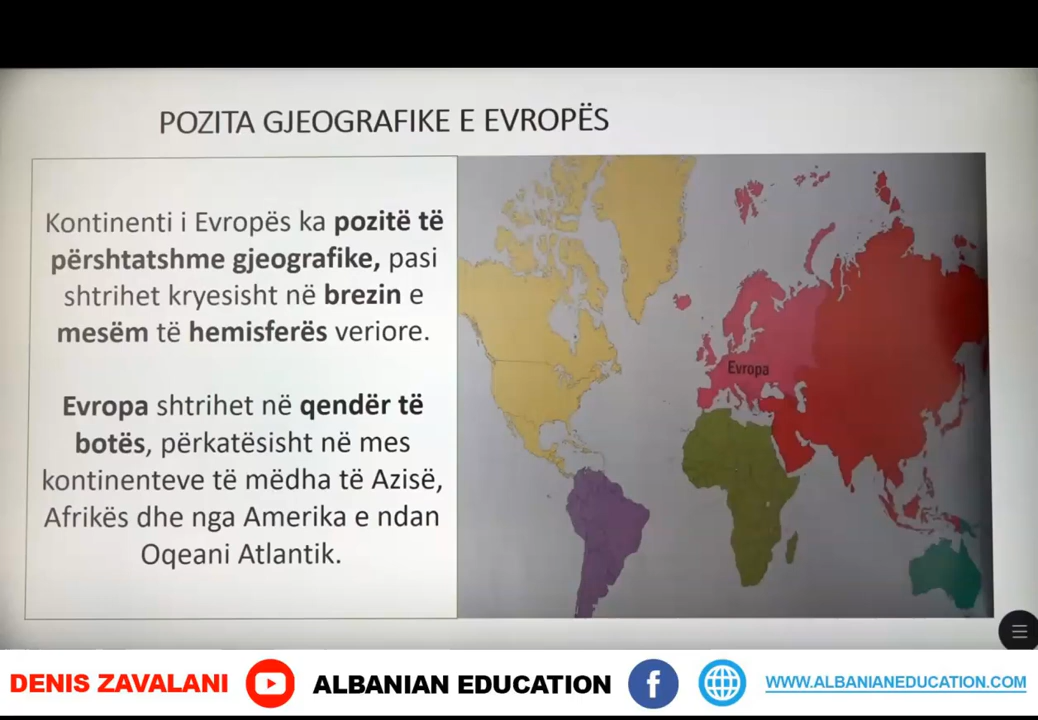 POZITA GJEOGRAFIKE E EVROPËS
Kontinenti i Evropës ka pozitë të
përshtatshme gjeografike, pasi
shtrihet kryesisht në brezin e
mesëm të hemisferës veriore.
Evropa shtrihet në qendër të
botës, përkatësisht në mes
kontinenteve të mëdha të Azisë,
Afrikës dhe nga Amerika e ndan
Oqeani Atlantik.
Evropa
DENIS ZAVALANI ALBANIAN EDUCATION f WWW.ALBANIANEDUCATION.COM